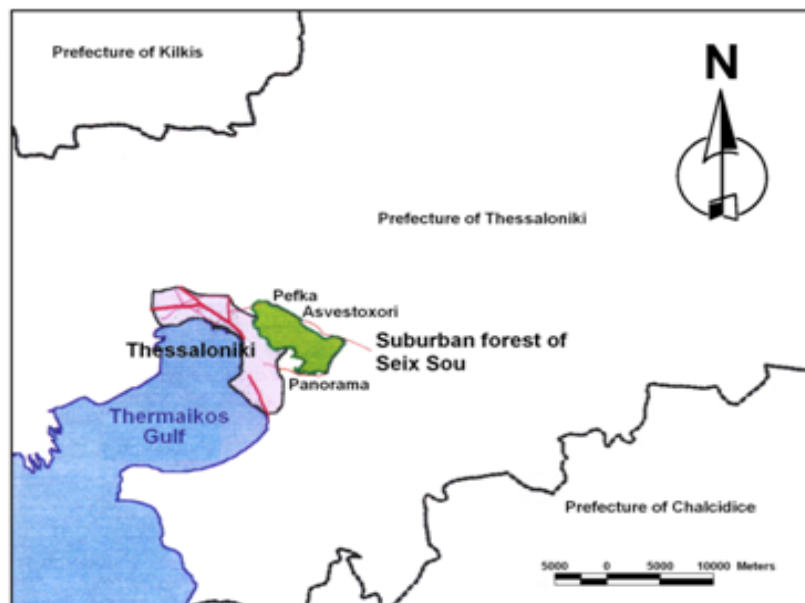 Prefecture of Kilkis
N
Prefecture of Thessaloniki
Pefka
Asvestoxori
Suburban forest of
Seix Sou
Thessaloniki
Panorama
Thermaikos
Gulf
Prefecture of Chalcidice
5000 0 5000 10000 Meters